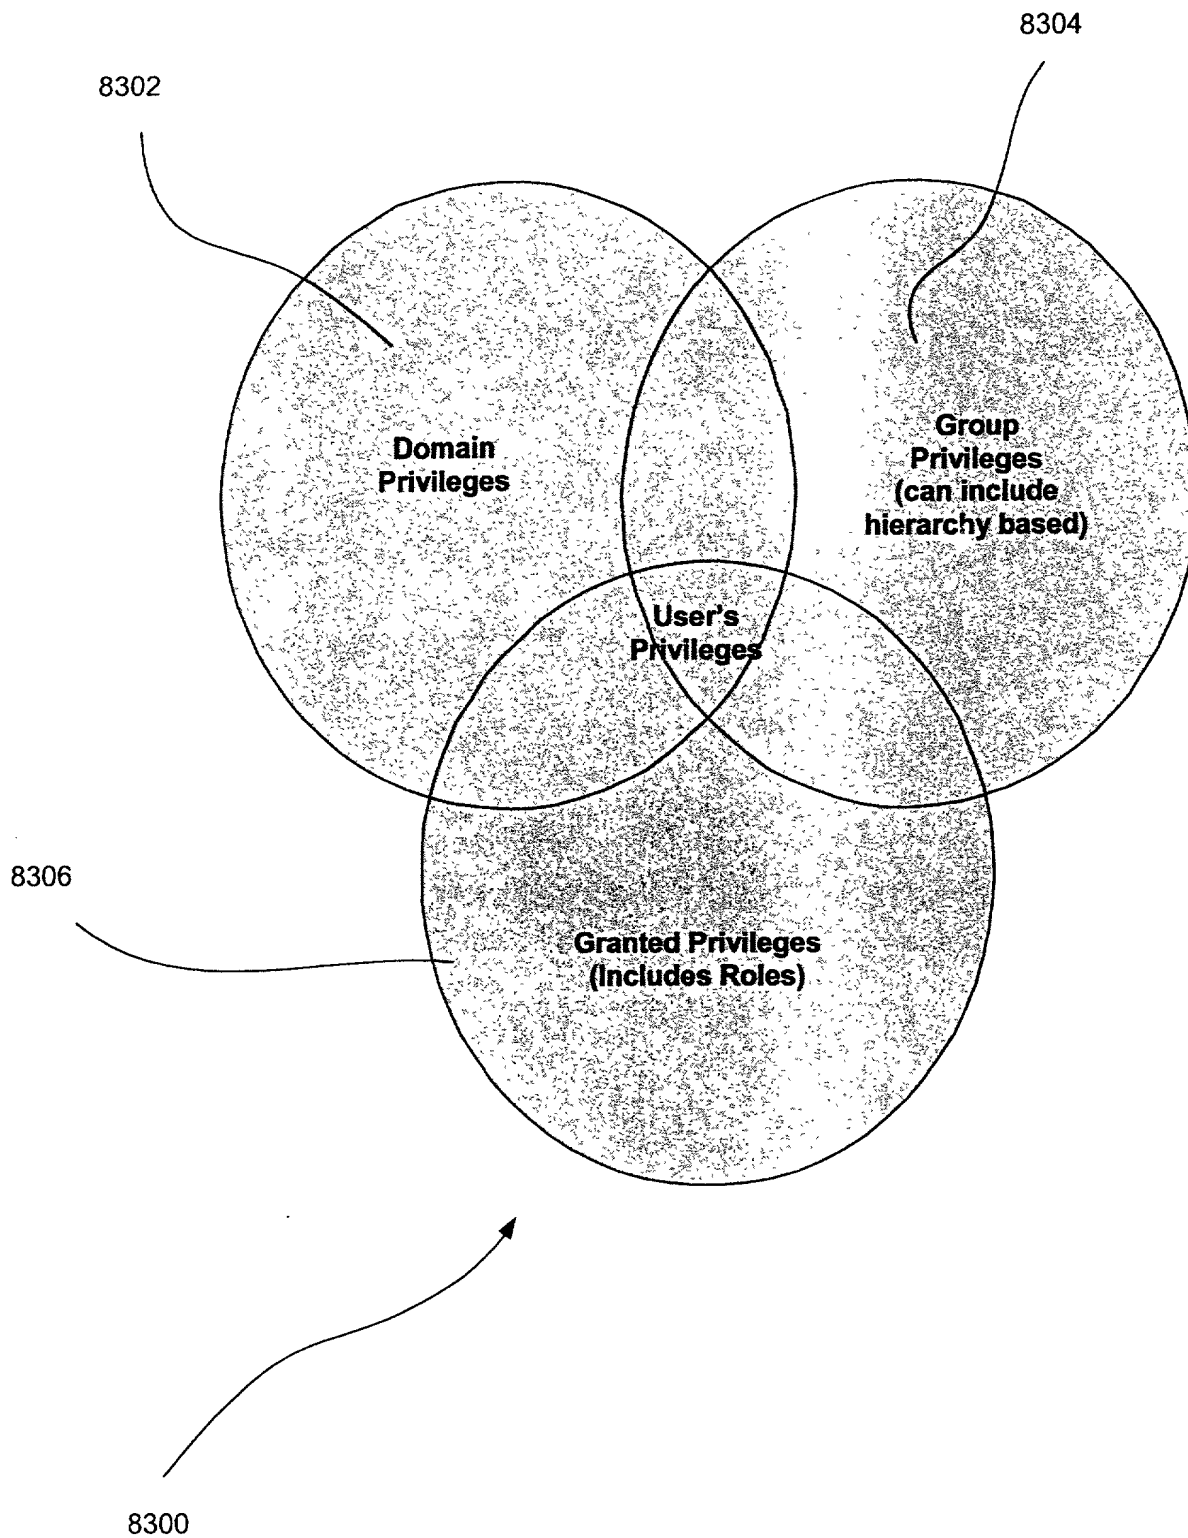 8304
8302
Domain
Privileges
Group
Privileges
(can include
hierarchy based)
User's
Privileges
8306
Granted Privileges
(Includes Roles)
8300